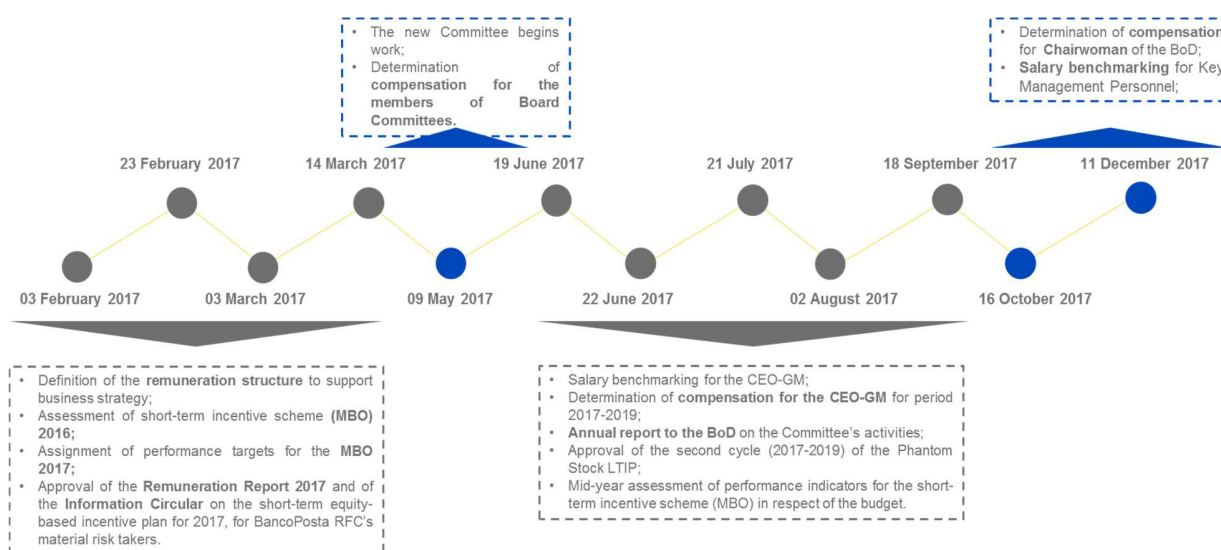 • The new Committee begins
work;
• Determination of
compensation for the
members of Board
Committees.
• Determination of compensation
for Chairwoman of the BoD;
• Salary benchmarking for Key
Management Personnel;
23 February 2017
14 March 2017
19 June 2017
21 July 2017
18 September 2017
11 December 2017
03 February 2017
03 March 2017
09 May 2017
22 June 2017
02 August 2017
16 October 2017
• Definition of the remuneration structure to support
business strategy;
• Assessment of short-term incentive scheme (MBO)
2016;
• Assignment of performance targets for the MBO
2017;
• Approval of the Remuneration Report 2017 and of
the Information Circular on the short-term equity-
based incentive plan for 2017, for BancoPosta RFC's
material risk takers.
• Salary benchmarking for the CEO-GM;
• Determination of compensation for the CEO-GM for period
2017-2019;
• Annual report to the BoD on the Committee's activities;
• Approval of the second cycle (2017-2019) of the Phantom
Stock LTIP;
• Mid-year assessment of performance indicators for the short-
term incentive scheme (MBO) in respect of the budget.